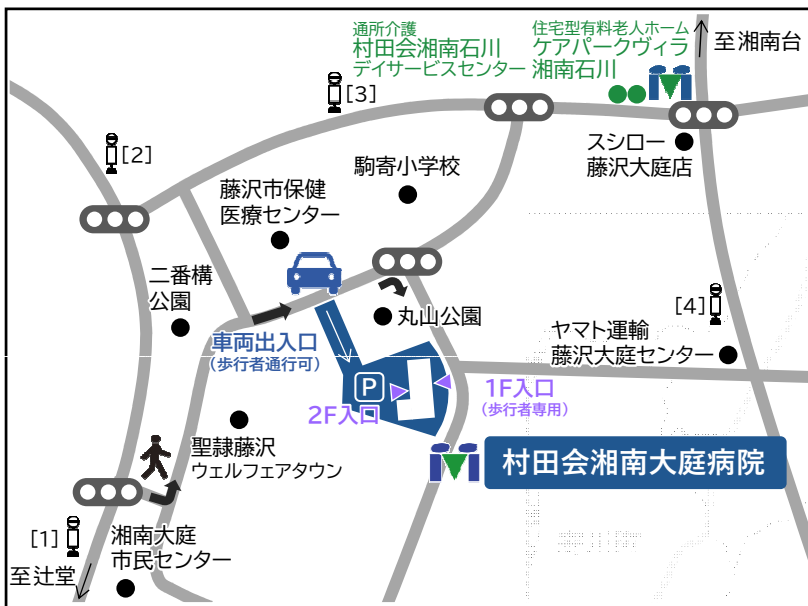 通所介護
村田会湘南石川
デイサービスセンター
住宅型有料老人ホーム
ケアパークヴィラ
湘南石川
至湘南台
[3]
[2]
スシロー
藤沢大庭店
駒寄小学校
藤沢市保健
医療センター
二番構
公園
[4]
丸山公園
ヤマト運輸
藤沢大庭センター
車両出入口
(歩行者通行可)
P
2F入口
1F入口
(歩行者専用)
聖隷藤沢
ウェルフェアタウン
村田会湘南大庭病院
[1]
湘南大庭
市民センター
至辻堂